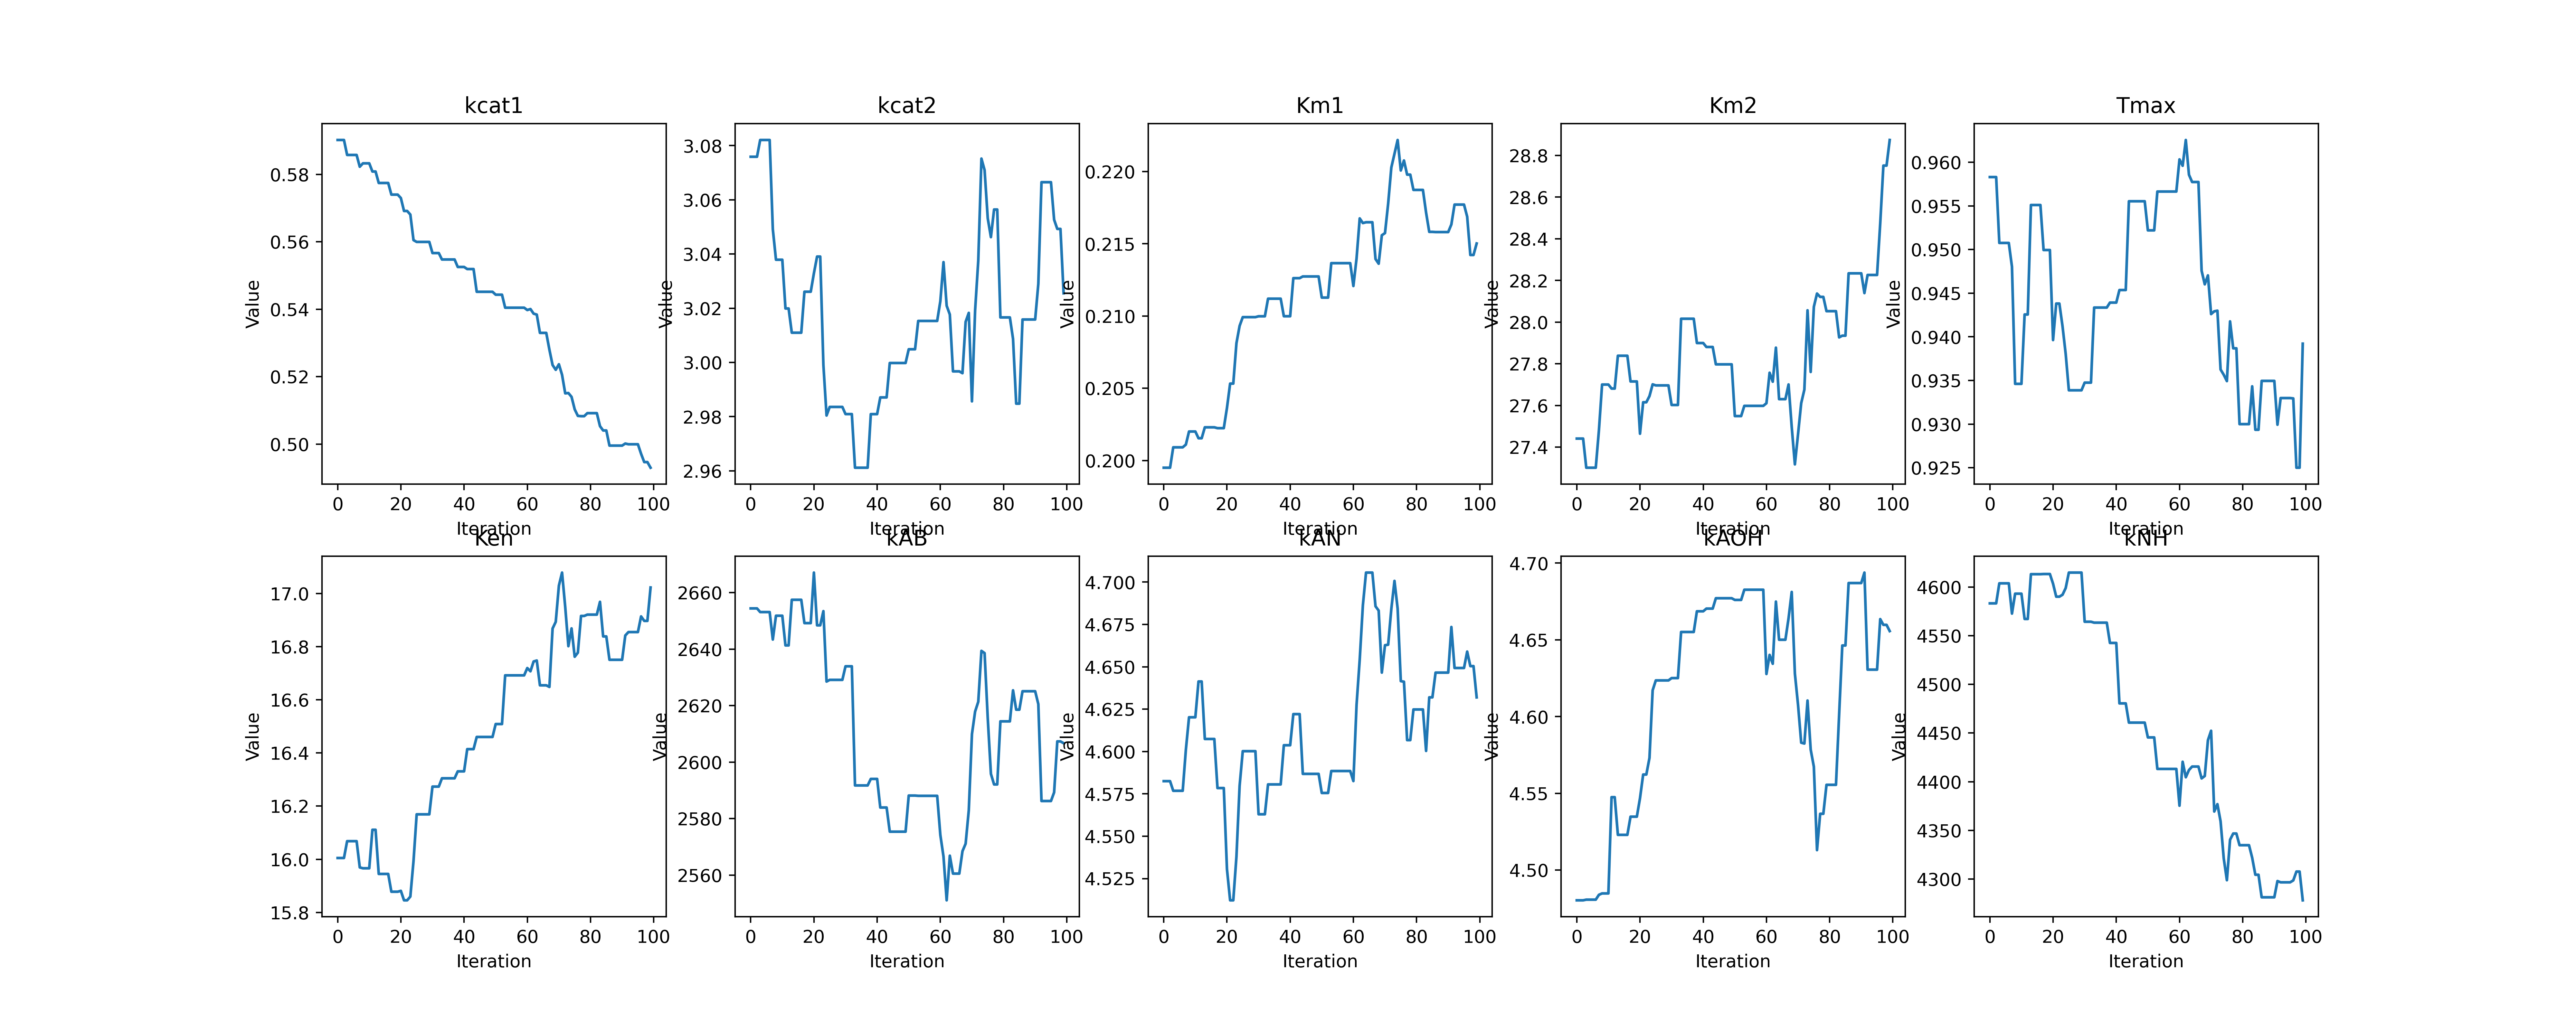 kcat1 kcat2 Km1 Km2 Tmax
Value
0.58
0.56
0.54
0.52
0.50
0 20 40 60 80 100
Iteration
Value
3.08
3.06
3.04
3.02
3.00
2.98
2.96
0 20 40 60 80 100
Iteration
Value
0.220
0.215
0.210
0.205
0.200
0 20 40 60 80 100
Iteration
Value
28.8
28.6
28.4
28.2
28.0
27.8
27.6
27.4
0 20 40 60 80 100
Iteration
Value
0.960
0.955
0.950
0.945
0.940
0.935
0.930
0.925
0 20 40 60 80 100
Iteration
Ken kAB kAN kAOH kNH
Value
17.0
16.8
16.6
16.4
16.2
16.0
15.8
0 20 40 60 80 100
Iteration
Value
2660
2640
2620
2600
2580
2560
0 20 40 60 80 100
Iteration
Value
4.700
4.675
4.650
4.625
4.600
4.575
4.550
4.525
0 20 40 60 80 100
Iteration
Value
4.70
4.65
4.60
4.55
4.50
0 20 40 60 80 100
Iteration
Value
4600
4550
4500
4450
4400
4350
4300
0 20 40 60 80 100
Iteration